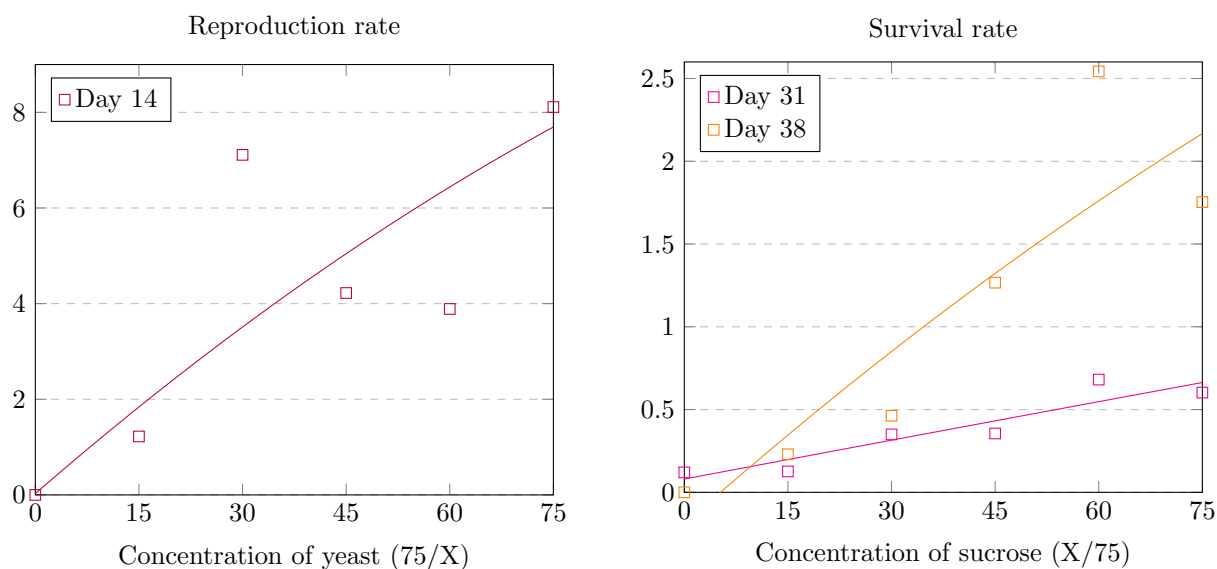 Reproduction rate
Day 14
8
6
4
2
0
0 15 30 45 60 75
Concentration of yeast (75/X)
Survival rate
Day 31
Day 38
2.5
2
1.5
1
0.5
0
0 15 30 45 60 75
Concentration of sucrose (X/75)